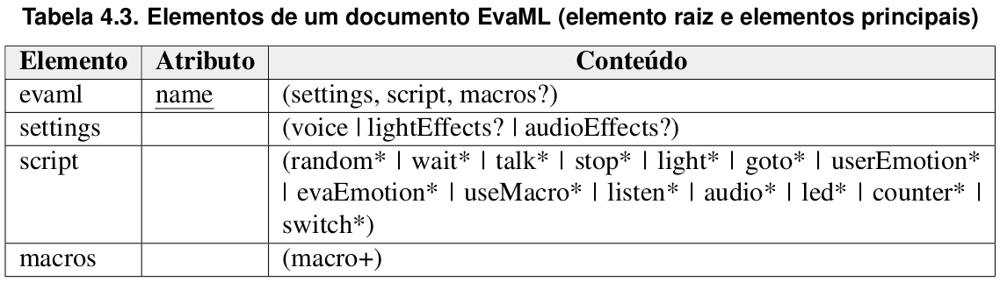 Tabela 4.3. Elementos de um documento EvaML (elemento raiz e elementos principais)
Elemento Atributo Conteúdo
evaml name (settings, script, macros?)
settings (voice | lightEffects? | audioEffects?)
script (random* | wait* | talk* | stop* | light* | goto* | userEmotion*
| evaEmotion* | useMacro* | listen* | audio* | led* | counter* |
switch*)
macros (macro+)